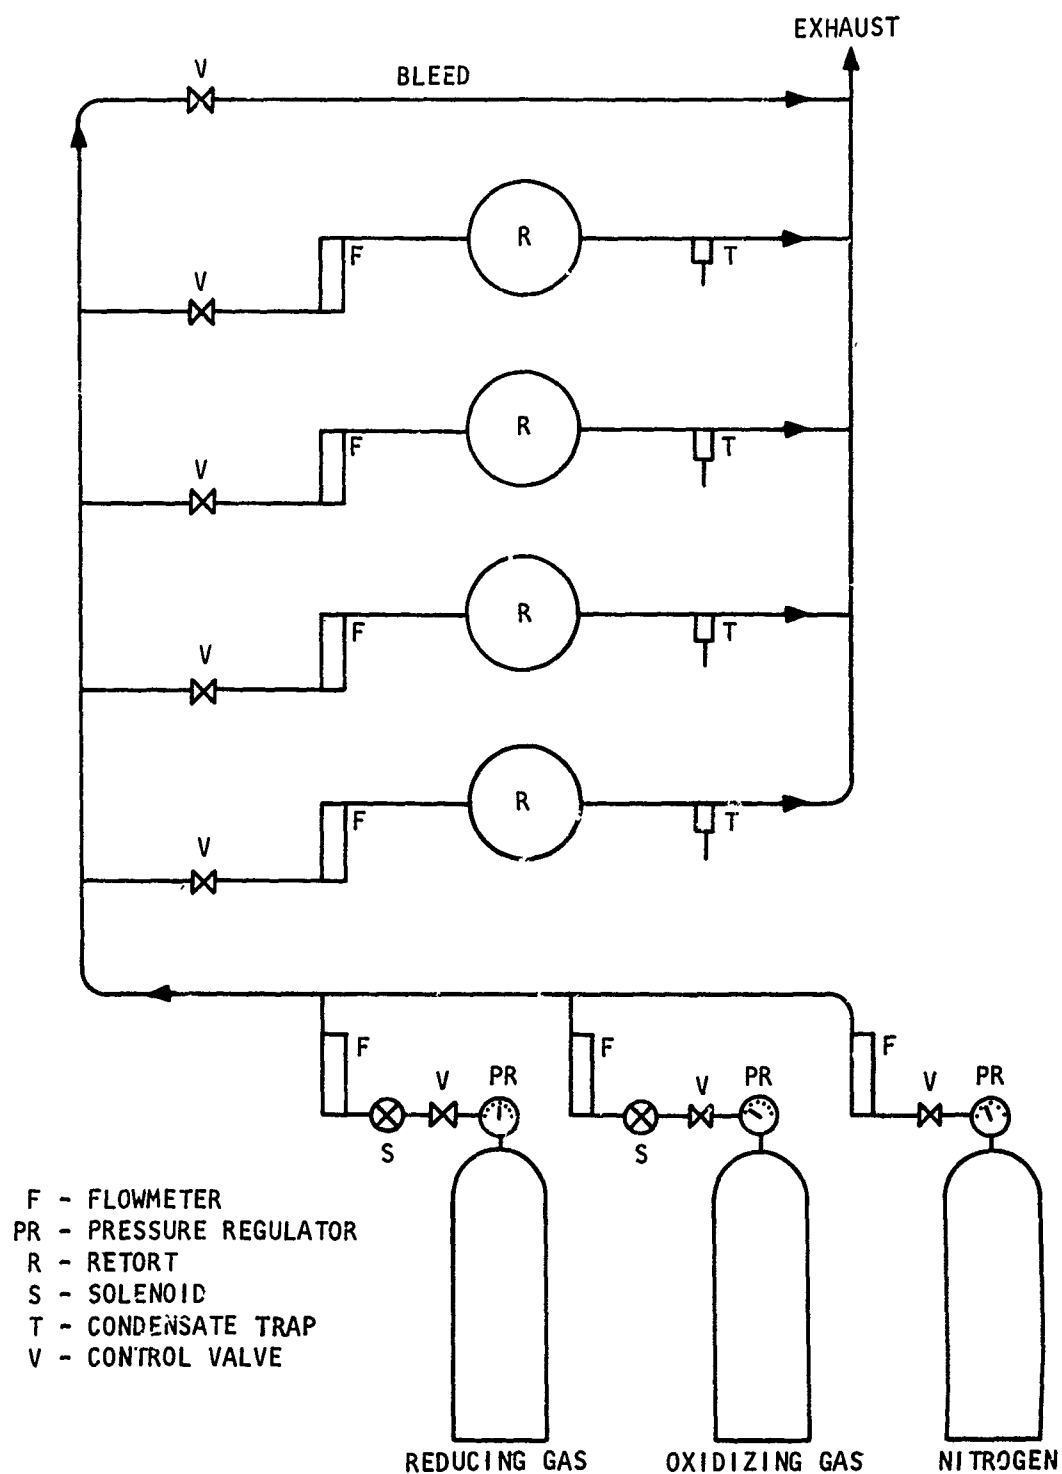 EXHAUST
V
BLEED
R
F
T
V
R
F
T
V
R
F
T
V
R
F
T
V
F
F
F
V
PR
V
PR
V
PR
S
S
F - FLOWMETER
PR - PRESSURE REGULATOR
R - RETORT
S - SOLENOID
T - CONDENSATE TRAP
V - CONTROL VALVE
REDUCING GAS
OXIDIZING GAS
NITROGEN